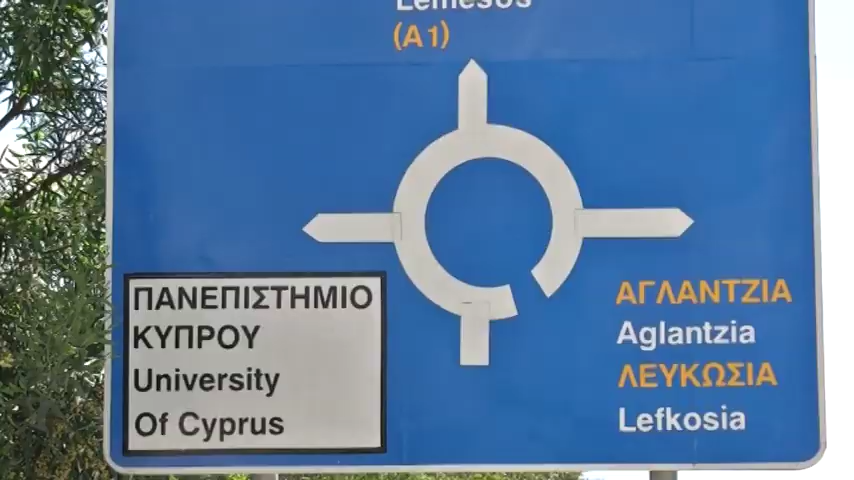 Lemesos
(A1)
ΠΑΝΕΠΙΣΤΗΜΙΟ
ΚΥΠΡΟΥ
University
Of Cyprus
ΑΓΛΑΝΤΖΙΑ
Aglantzia
ΛΕΥΚΩΣΙΑ
Lefkosia